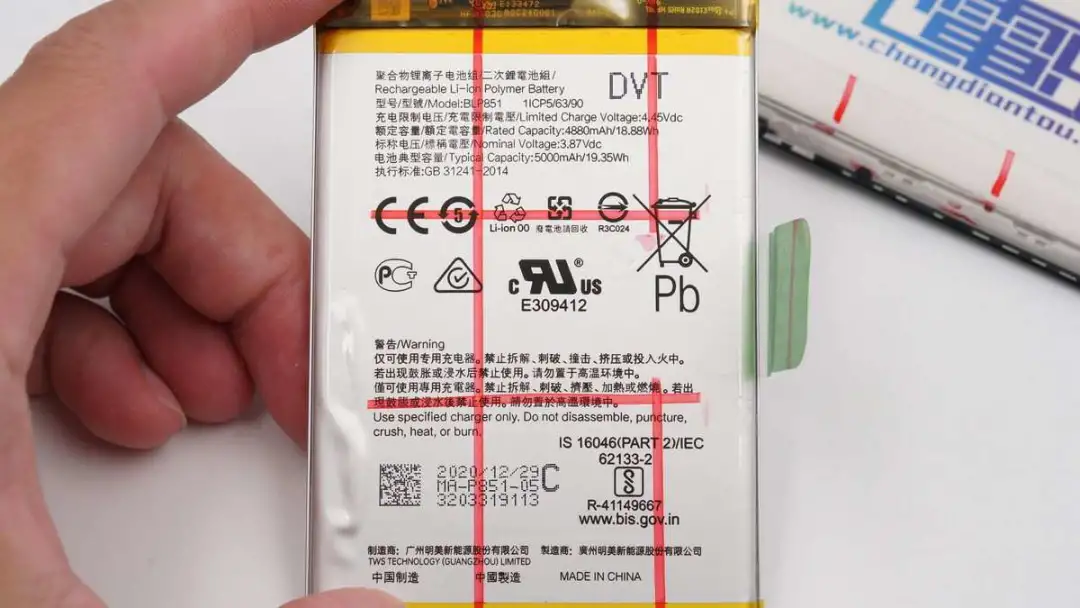 E133472
聚合物锂离子电池组/二次鋰電池組/
Rechargeable Li-ion Polymer Battery
DVT
型号/型號/Model:BLP851 1ICP5/63/90
充电限制电压/充電限制電壓/Limited Charge Voltage:4.45Vdc
额定容量/額定電容量/Rated Capacity:4880mAh/18.88Wh
标称电压/標稱電壓/Nominal Voltage:3.87Vdc
电池典型容量/Typical Capacity:5000mAh/19.35Wh
执行标准:GB 31241-2014
CE 5 Li-ion 00 廢電池請回收 R3C024
PCT c RU® US Pb
E309412
警告/Warning
仅可使用专用充电器。禁止拆解、刺破、撞击、挤压或投入火中。
若出现鼓胀或浸水后禁止使用。请勿置于高温环境中。
僅可使用專用充電器。禁止拆解、刺破、擠壓、加熱或燃燒。若出
現鼓脹或浸水後禁止使用。請勿置於高溫環境中。
Use specified charger only. Do not disassemble, puncture,
crush, heat, or burn.
IS 16046(PART 2)/IEC
62133-2
R-41149667
www.bis.gov.in
2020/12/29 C
MA-P851-05
3203319113
制造商：广州明美新能源股份有限公司 製造商：廣州明美新能源股份有限公司
TWS TECHNOLOGY (GUANGZHOU) LIMITED
中国制造 中國製造 MADE IN CHINA
www.chongdiantou.